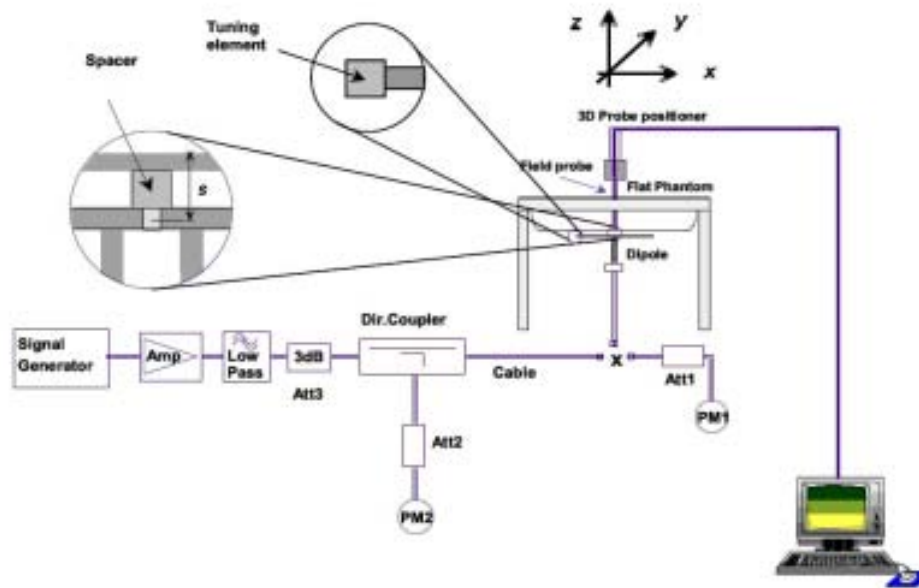 Tuning
element
Spacer
z
y
x
3D Probe positioner
s
Field probe
Flat Phantom
Dipole
Dir.Coupler
Signal
Generator
Amp
Low
Pass
3dB
Att3
Cable
x
Att1
PM1
Att2
PM2